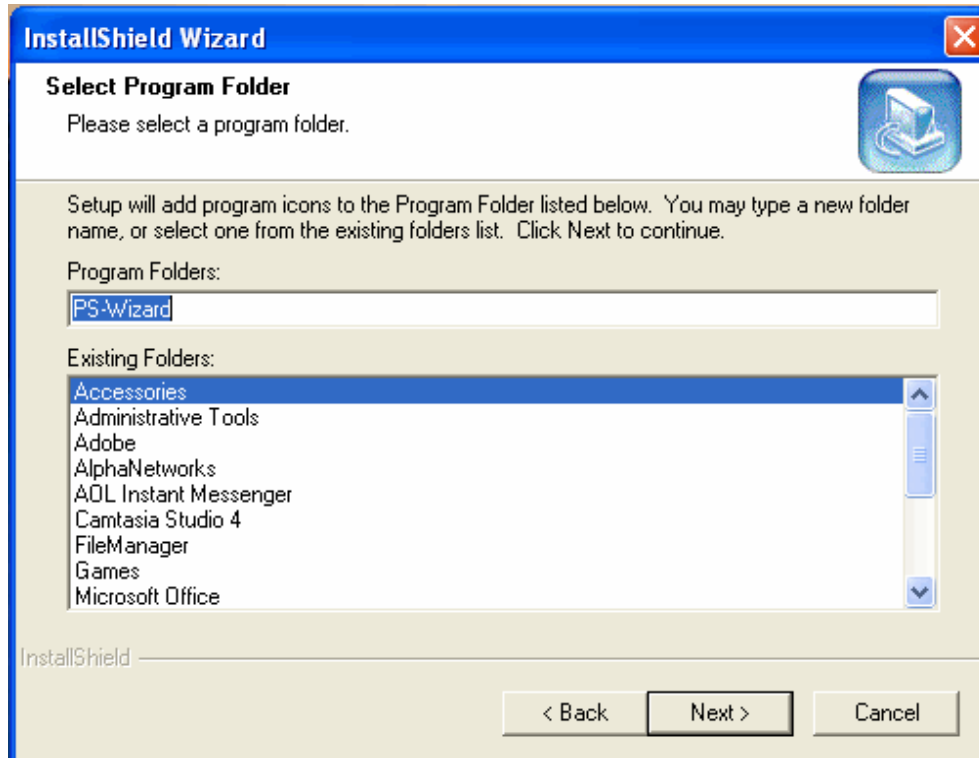 InstallShield Wizard
Select Program Folder
Please select a program folder.
Setup will add program icons to the Program Folder listed below.  You may type a new folder
name, or select one from the existing folders list.  Click Next to continue.
Program Folders:
PS-Wizard
Existing Folders:
Accessories
Administrative Tools
Adobe
AlphaNetworks
AOL Instant Messenger
Camtasia Studio 4
FileManager
Games
Microsoft Office
InstallShield
< Back Next > Cancel